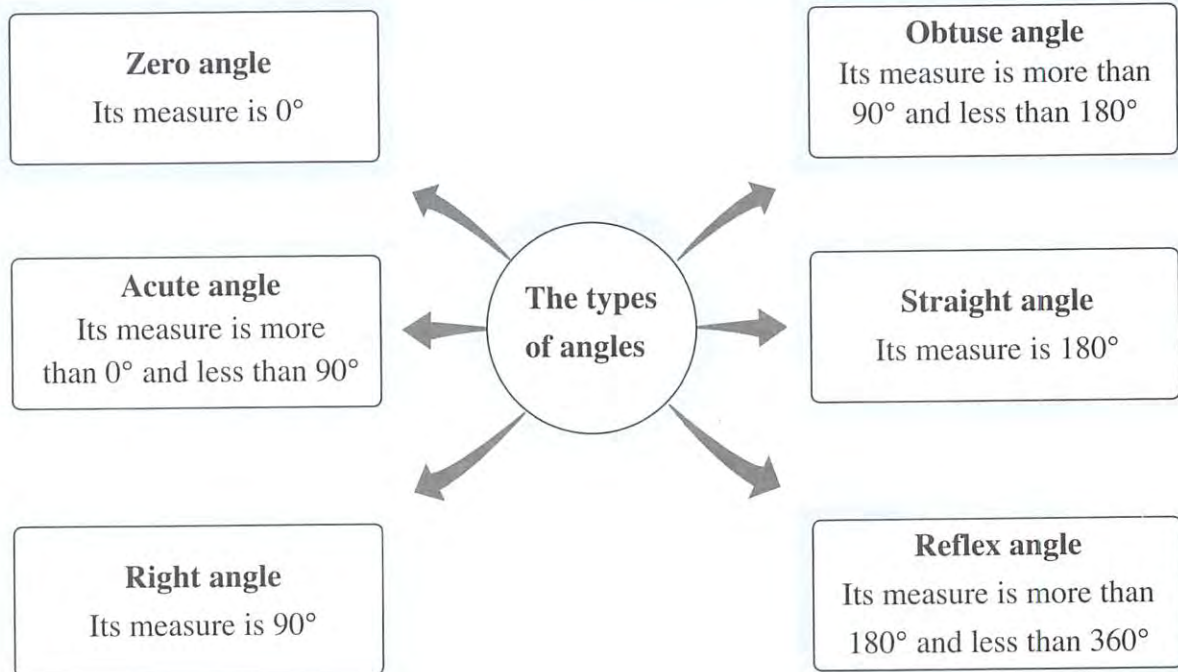 Zero angle
Its measure is 0°
Obtuse angle
Its measure is more than
90° and less than 180°
Acute angle
Its measure is more
than 0° and less than 90°
The types
of angles
Straight angle
Its measure is 180°
Right angle
Its measure is 90°
Reflex angle
Its measure is more than
180° and less than 360°